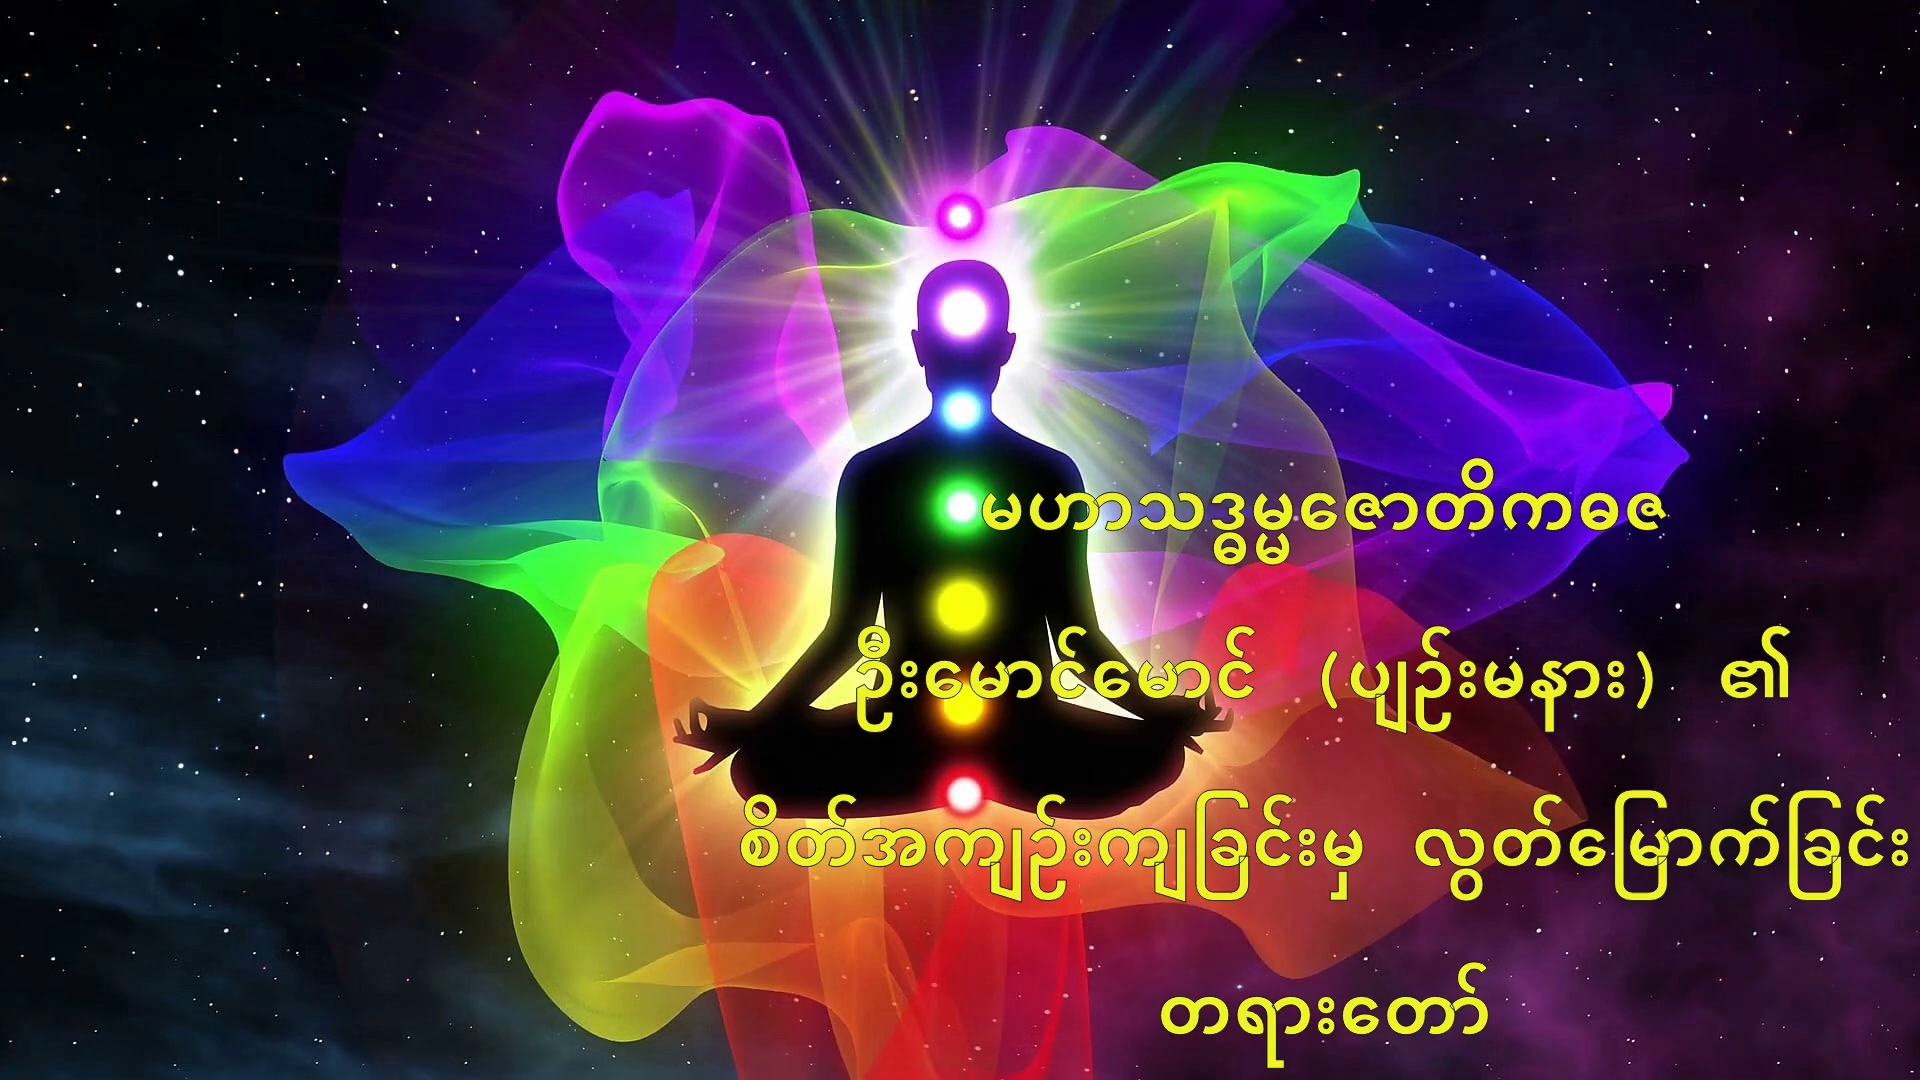 မဟာသဒ္ဓမ္မဇောတိကဓဇ
ဦးမောင်မောင် (ပျဉ်းမနား) ၏
စိတ်အကျဉ်းကျခြင်းမှ လွတ်မြောက်ခြင်း
တရားတော်